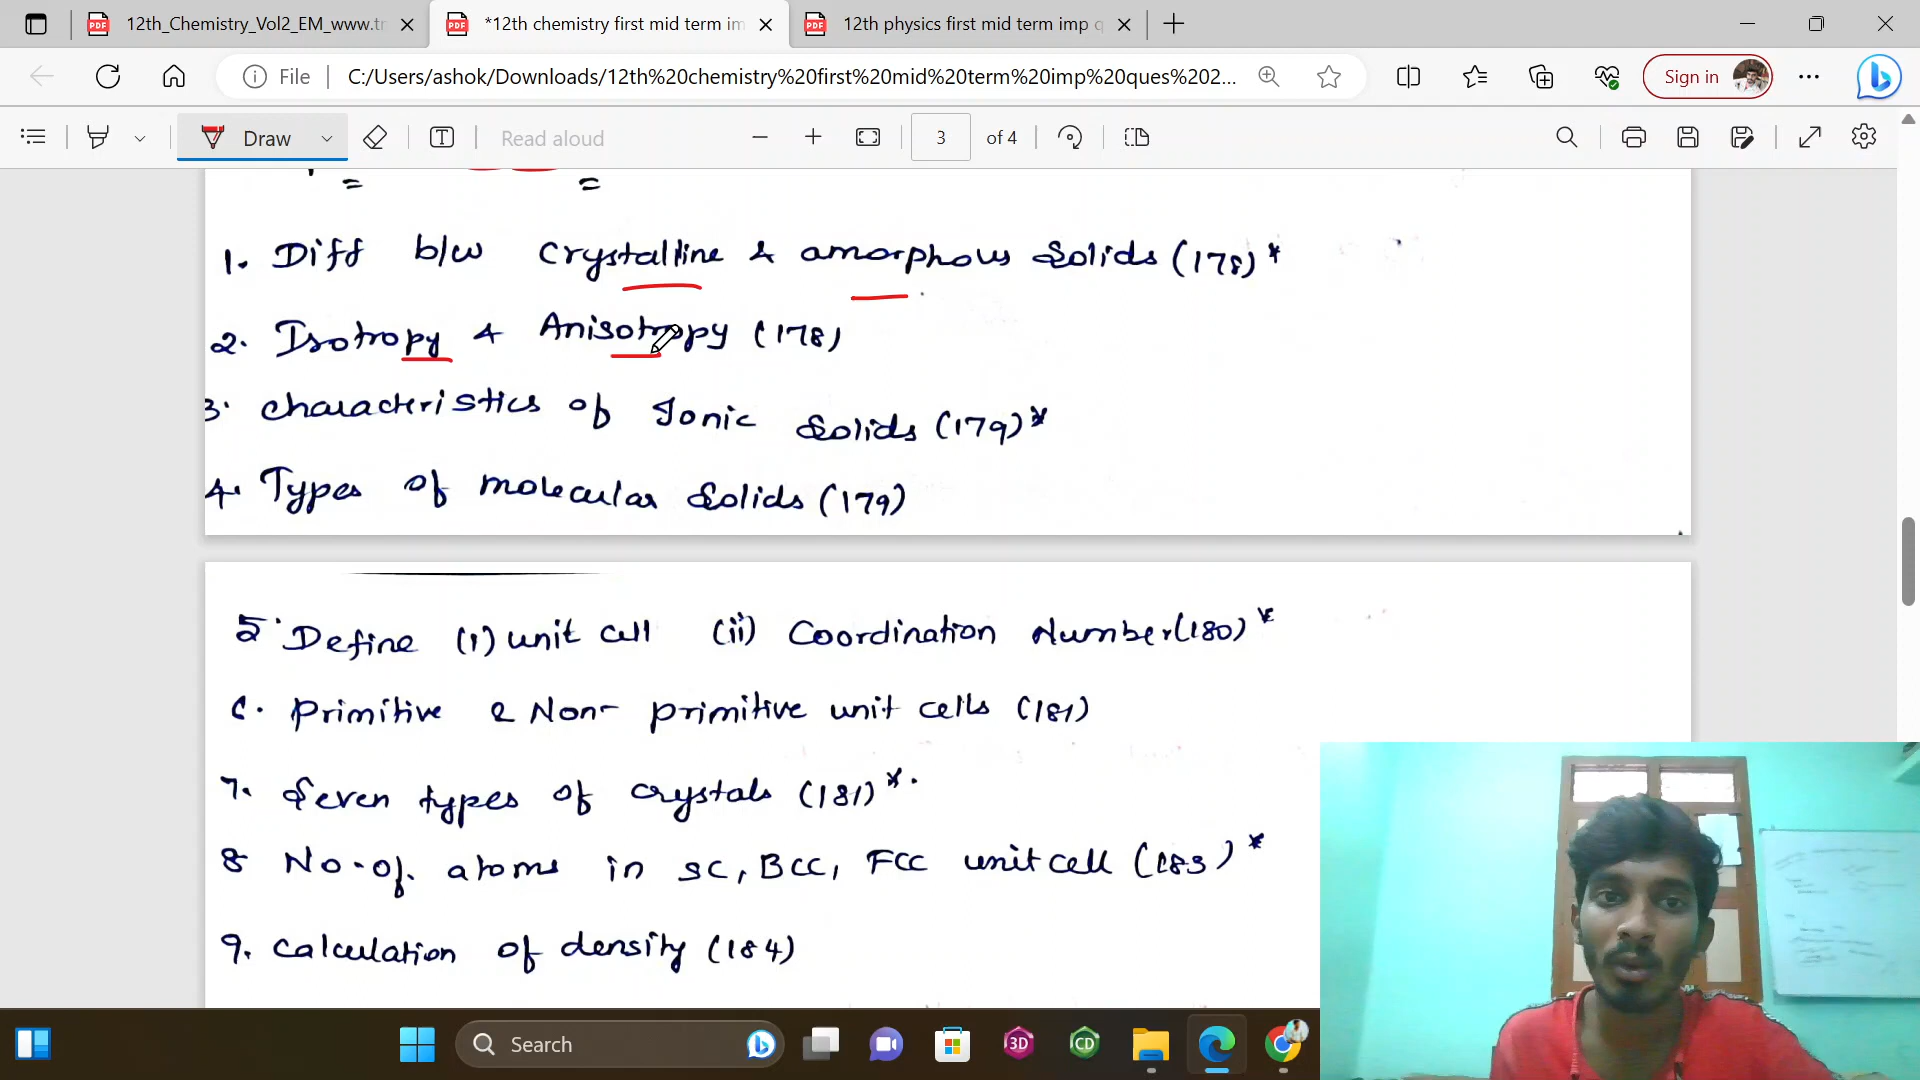 12th_Chemistry_Vol2_EM_www.tr
*12th chemistry first mid term im
12th physics first mid term imp q
File
C:/Users/ashok/Downloads/12th%20chemistry%20first%20mid%20term%20imp%20ques%202...
Sign in
Draw
Read aloud
3 of 4
1. Diff b/w Crystalline & amorphous Solids (178)*
2. Isotropy & Anisotropy (178)
3. Characteristics of Ionic Solids (179)*
4. Types of molecular Solids (179)
5. Define (i) unit cell (ii) Coordination Number (180)*
6. Primitive & Non-primitive unit cells (181)
7. Seven types of crystals (181)*.
8 No. of. atoms in SC, BCC, FCC unit cell (183)*
9. Calculation of density (184)
Search
3D
CD